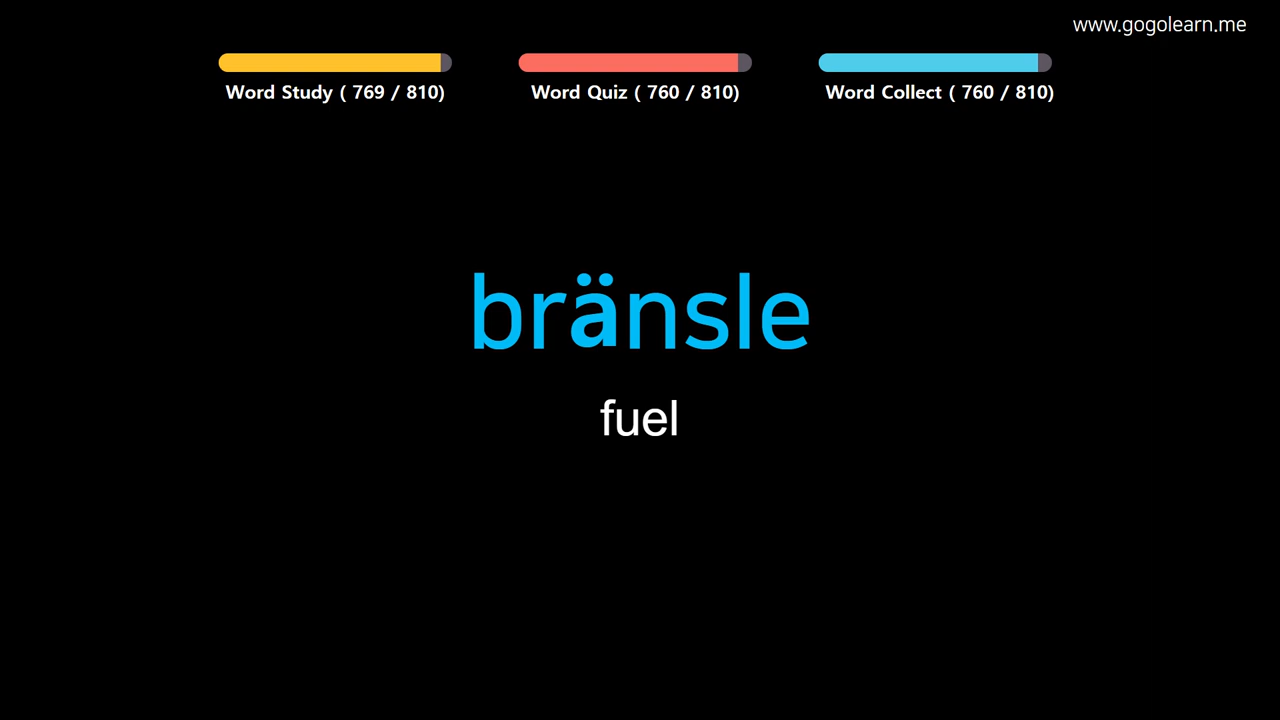 www.gogolearn.me
Word Study ( 769 / 810)
Word Quiz ( 760 / 810)
Word Collect ( 760 / 810)
bränsle
fuel